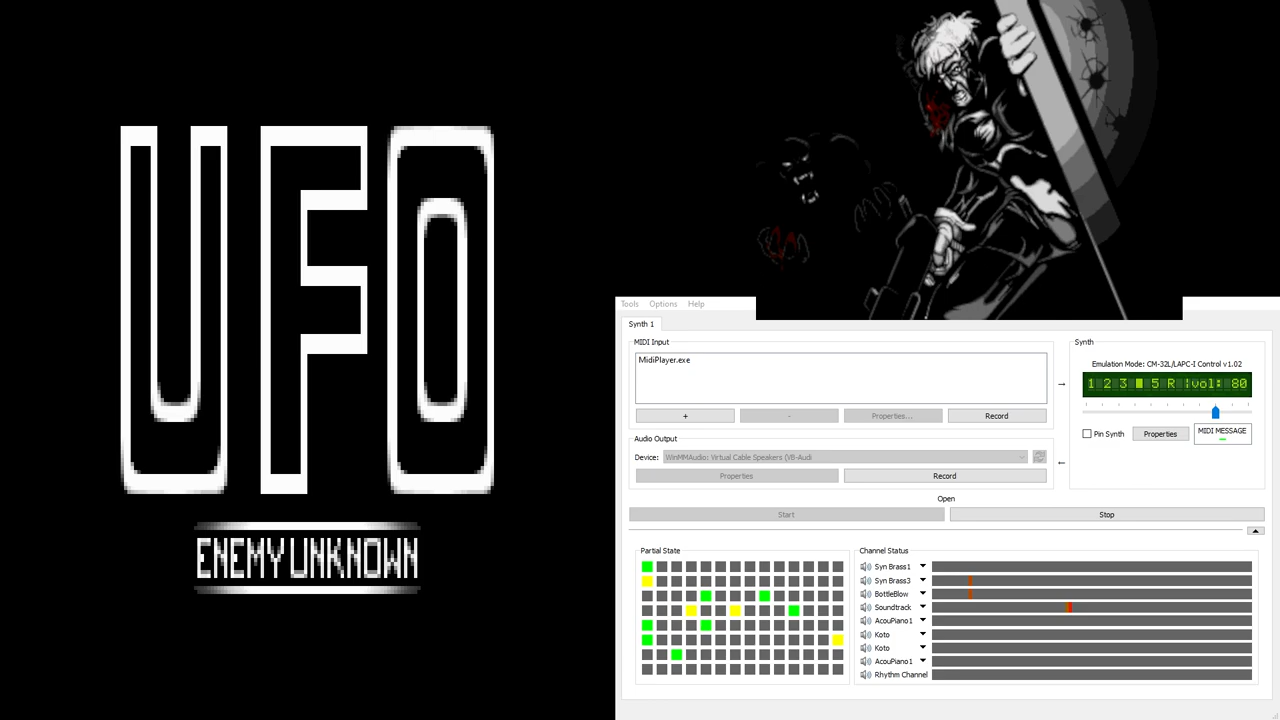 UFO
ENEMY UNKNOWN
Tools Options Help
Synth 1
MIDI Input
MidiPlayer.exe
+ - Properties... Record
Audio Output
Device: WinMMAudio: Virtual Cable Speakers (VB-Audi
Properties Record
Synth
Emulation Mode: CM-32L/LAPC-I Control v1.02
1 2 3 █ 5 R |vol: 80
Pin Synth Properties MIDI MESSAGE
Open
Start Stop
Partial State
Channel Status
Syn Brass1
Syn Brass3
BottleBlow
Soundtrack
AcouPiano1
Koto
Koto
AcouPiano1
Rhythm Channel